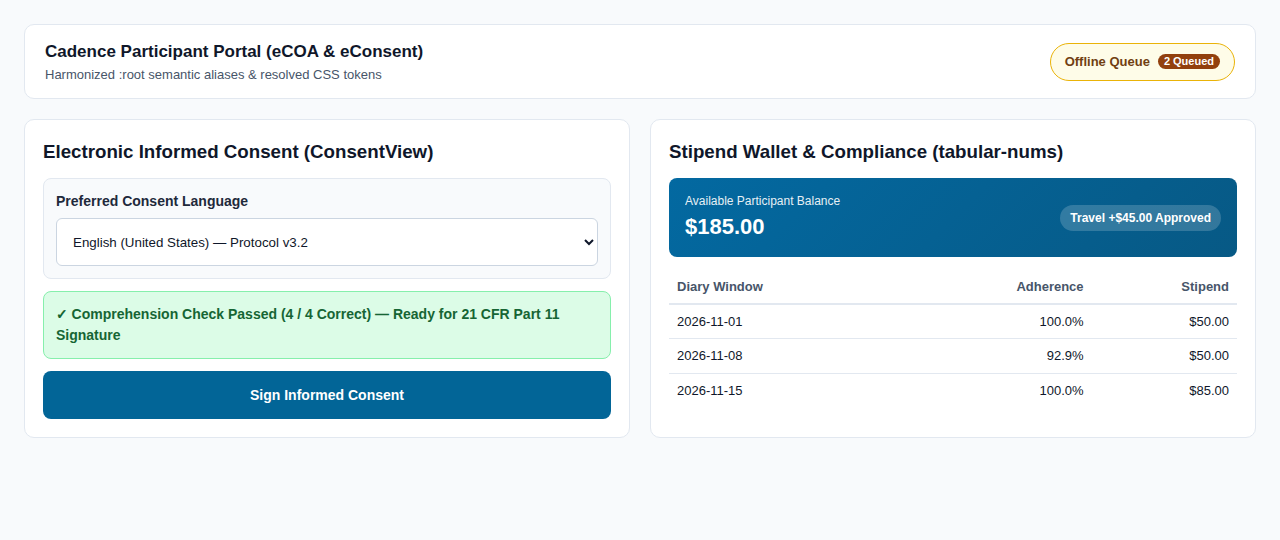 Cadence Participant Portal (eCOA & eConsent)
Harmonized :root semantic aliases & resolved CSS tokens
Offline Queue 2 Queued
Electronic Informed Consent (ConsentView)
Preferred Consent Language
English (United States) — Protocol v3.2
✓ Comprehension Check Passed (4 / 4 Correct) — Ready for 21 CFR Part 11
Signature
Sign Informed Consent
Stipend Wallet & Compliance (tabular-nums)
Available Participant Balance
$185.00
Travel +$45.00 Approved
Diary Window Adherence Stipend
2026-11-01 100.0% $50.00
2026-11-08 92.9% $50.00
2026-11-15 100.0% $85.00